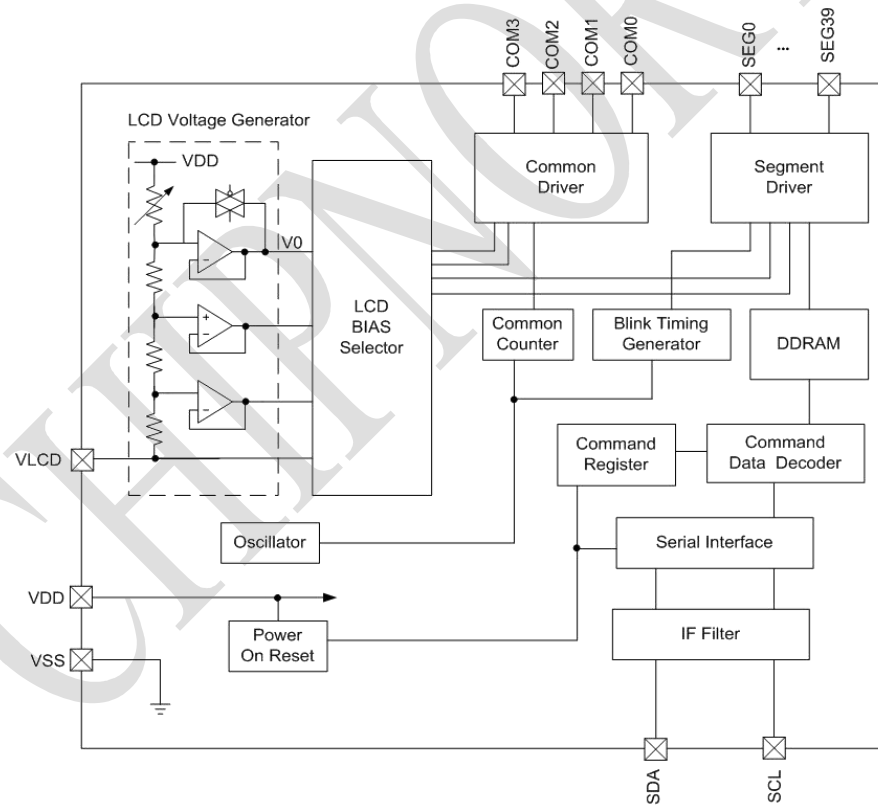 COM3
COM2
COM1
COM0
SEG0
...
SEG39
LCD Voltage Generator
VDD
V0
-
+
-
-
LCD
BIAS
Selector
Common
Driver
Segment
Driver
Common
Counter
Blink Timing
Generator
DDRAM
VLCD
Command
Register
Command
Data Decoder
Oscillator
Serial Interface
VDD
Power
On Reset
IF Filter
VSS
SDA
SCL